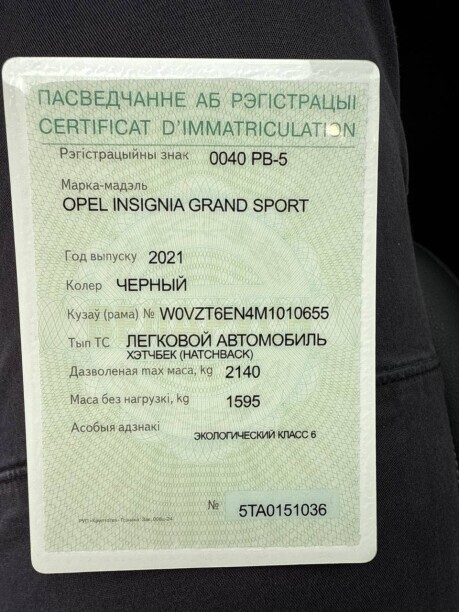 ПАСВЕДЧАННЕ АБ РЭГІСТРАЦЫІ
CERTIFICAT D'IMMATRICULATION
Рэгістрацыйны знак 0040 PB-5
Марка-мадэль
OPEL INSIGNIA GRAND SPORT
Год выпуску 2021
Колер ЧЕРНЫЙ
Кузаў (рама) № W0VZT6EN4M1010655
Тып ТС ЛЕГКОВОЙ АВТОМОБИЛЬ
ХЭТЧБЕК (HATCHBACK)
Дазволеная max маса, kg 2140
Маса без нагрузкі, kg 1595
Асобыя адзнакі
ЭКОЛОГИЧЕСКИЙ КЛАСС 6
№ 5TA0151036